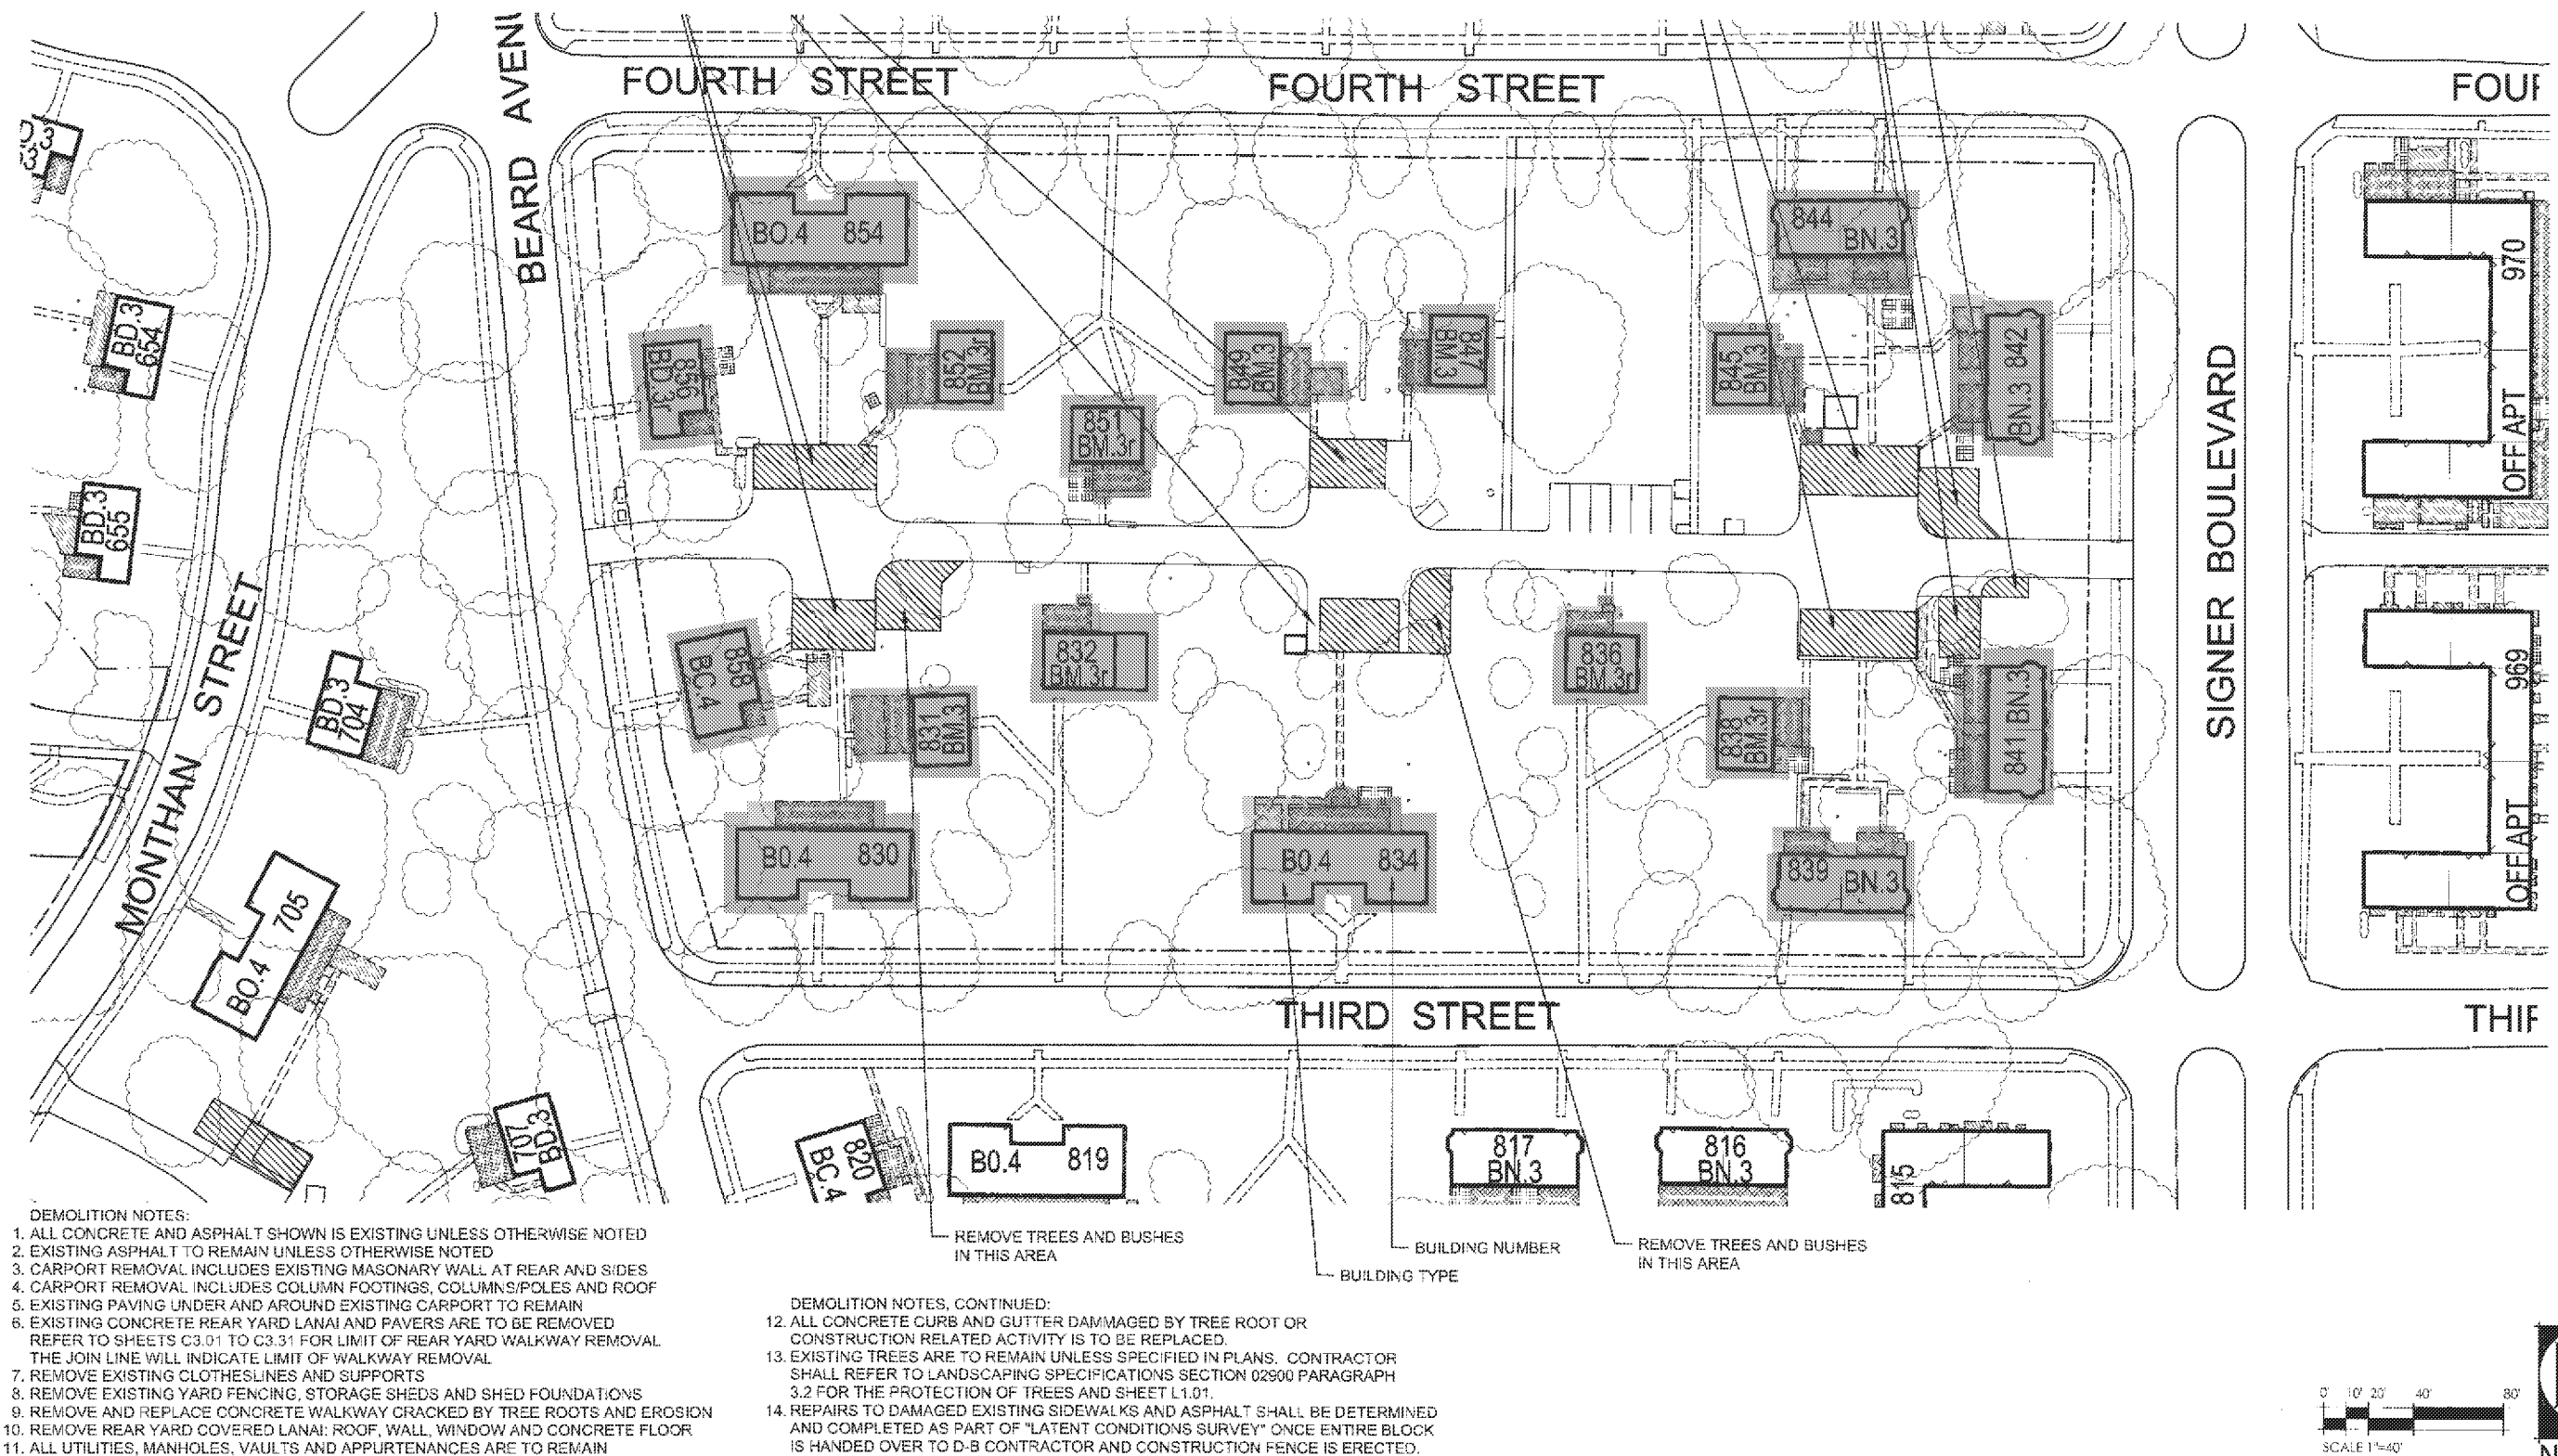 FOURTH STREET
FOURTH STREET
BEARD
MONTHAN STREET
SIGNER BOULEVARD
THIRD STREET
BO.4 854
844
BN.3
856
BD.3r
852
BM.3r
851
BM.3r
849
BM.3
847
BM.3
845
BM.3
842
BN.3
970
OFF APT
BD.3
654
BD.3
655
BD.3
704
858
BC.4
831
BM.3
832
BM.3r
836
BM.3r
838
BM.3r
841 BN.3
969
OFF APT
B0.4 830
B0.4 834
839
BN.3
705
BO.4
707
BD.3
820
BC.4
B0.4 819
817
BN.3
816
BN.3
815
REMOVE TREES AND BUSHES
IN THIS AREA
BUILDING NUMBER
BUILDING TYPE
REMOVE TREES AND BUSHES
IN THIS AREA
DEMOLITION NOTES:
1. ALL CONCRETE AND ASPHALT SHOWN IS EXISTING UNLESS OTHERWISE NOTED
2. EXISTING ASPHALT TO REMAIN UNLESS OTHERWISE NOTED
3. CARPORT REMOVAL INCLUDES EXISTING MASONARY WALL AT REAR AND SIDES
4. CARPORT REMOVAL INCLUDES COLUMN FOOTINGS, COLUMNS/POLES AND ROOF
5. EXISTING PAVING UNDER AND AROUND EXISTING CARPORT TO REMAIN
6. EXISTING CONCRETE REAR YARD LANAI AND PAVERS ARE TO BE REMOVED
REFER TO SHEETS C3.01 TO C3.31 FOR LIMIT OF REAR YARD WALKWAY REMOVAL
THE JOIN LINE WILL INDICATE LIMIT OF WALKWAY REMOVAL
7. REMOVE EXISTING CLOTHESLINES AND SUPPORTS
8. REMOVE EXISTING YARD FENCING, STORAGE SHEDS AND SHED FOUNDATIONS
9. REMOVE AND REPLACE CONCRETE WALKWAY CRACKED BY TREE ROOTS AND EROSION
10. REMOVE REAR YARD COVERED LANAI: ROOF, WALL, WINDOW AND CONCRETE FLOOR
11. ALL UTILITIES, MANHOLES, VAULTS AND APPURTENANCES ARE TO REMAIN
DEMOLITION NOTES, CONTINUED:
12. ALL CONCRETE CURB AND GUTTER DAMMAGED BY TREE ROOT OR
CONSTRUCTION RELATED ACTIVITY IS TO BE REPLACED.
13. EXISTING TREES ARE TO REMAIN UNLESS SPECIFIED IN PLANS. CONTRACTOR
SHALL REFER TO LANDSCAPING SPECIFICATIONS SECTION 02900 PARAGRAPH
3.2 FOR THE PROTECTION OF TREES AND SHEET L1.01.
14. REPAIRS TO DAMAGED EXISTING SIDEWALKS AND ASPHALT SHALL BE DETERMINED
AND COMPLETED AS PART OF "LATENT CONDITIONS SURVEY" ONCE ENTIRE BLOCK
IS HANDED OVER TO D-B CONTRACTOR AND CONSTRUCTION FENCE IS ERECTED.
0' 10' 20' 40' 80'
SCALE 1"=40'